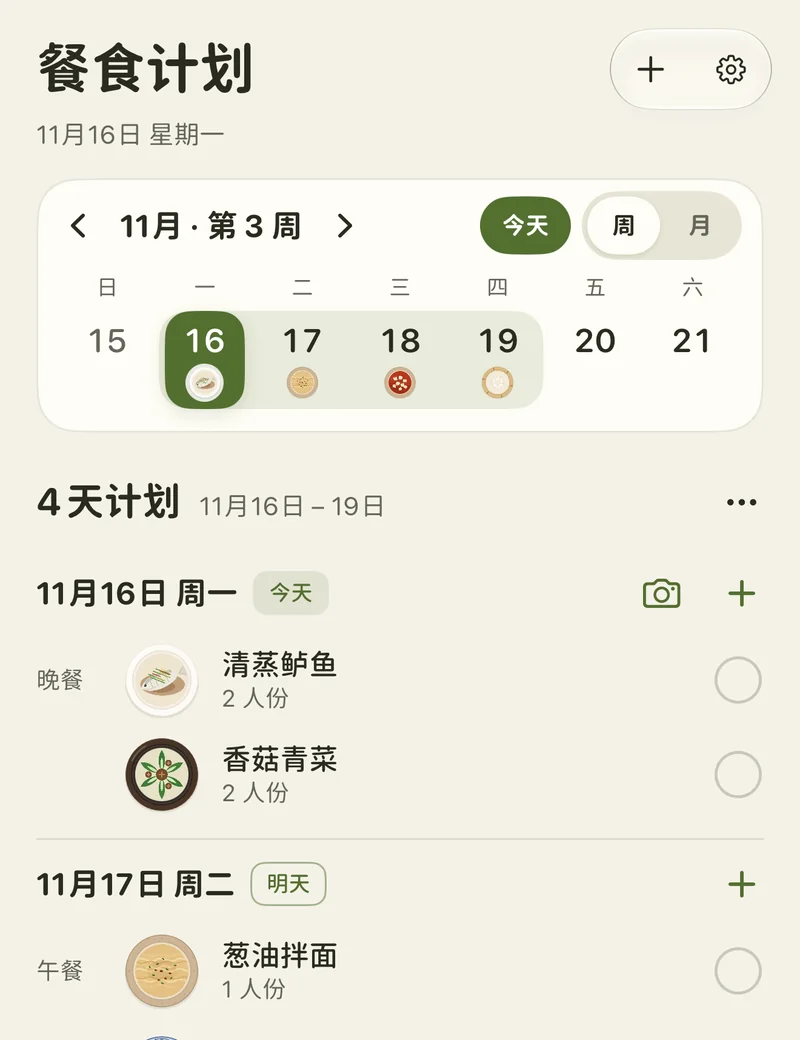 餐食计划
11月16日 星期一
11月 · 第 3 周
今天
周
月
日 一 二 三 四 五 六
15 16 17 18 19 20 21
4 天计划 11月16日 – 19日
11月16日 周一 今天
晚餐
清蒸鲈鱼
2 人份
香菇青菜
2 人份
11月17日 周二 明天
午餐
葱油拌面
1 人份